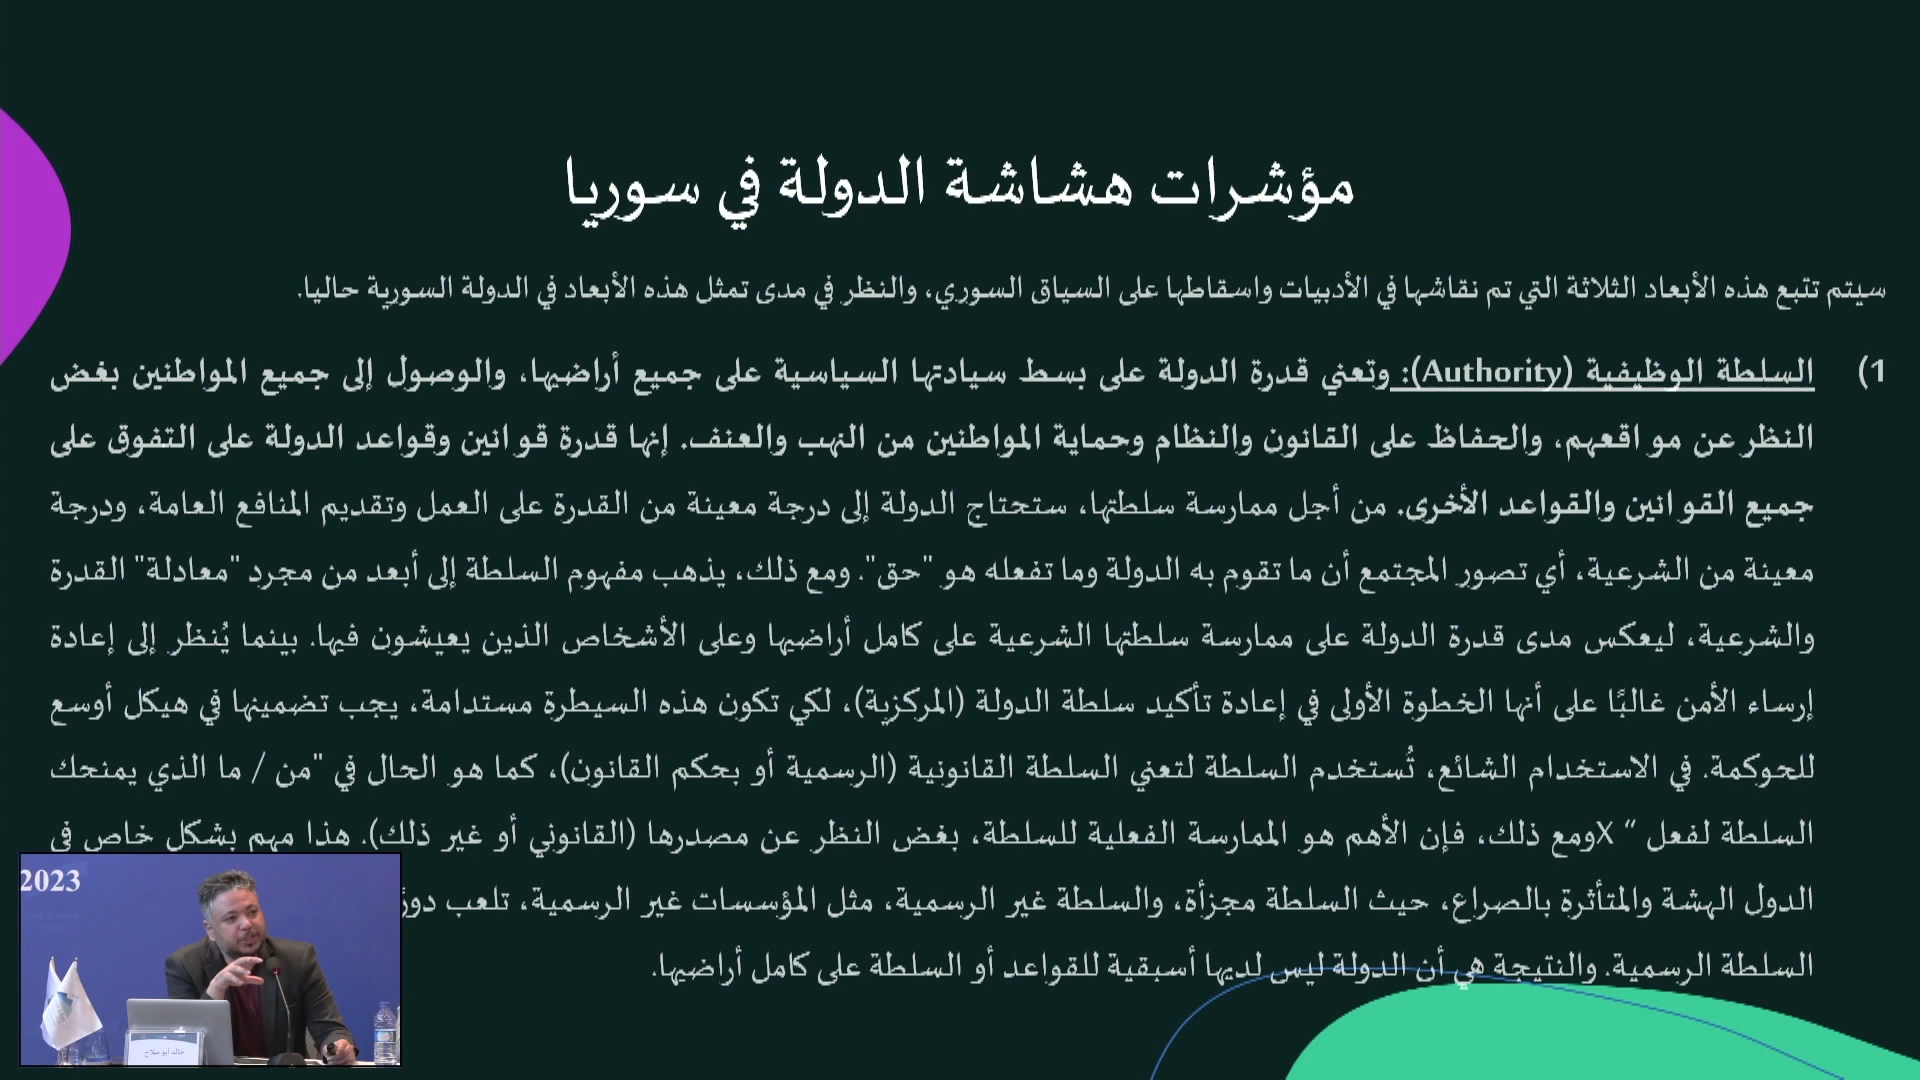 مؤشرات هشاشة الدولة في سوريا
سيتم تتبع هذه الأبعاد الثلاثة التي تم نقاشها في الأدبيات واسقاطها على السياق السوري، والنظر في مدى تمثل هذه الأبعاد في الدولة السورية حاليا.
1) السلطة الوظيفية (Authority): وتعني قدرة الدولة على بسط سيادتها السياسية على جميع أراضيها، والوصول إلى جميع المواطنين بغض
النظر عن مواقعهم، والحفاظ على القانون والنظام وحماية المواطنين من النهب والعنف. إنها قدرة قوانين وقواعد الدولة على التفوق على
جميع القوانين والقواعد الأخرى. من أجل ممارسة سلطتها، ستحتاج الدولة إلى درجة معينة من القدرة على العمل وتقديم المنافع العامة، ودرجة
معينة من الشرعية، أي تصور المجتمع أن ما تقوم به الدولة وما تفعله هو "حق". ومع ذلك، يذهب مفهوم السلطة إلى أبعد من مجرد "معادلة" القدرة
والشرعية، ليعكس مدى قدرة الدولة على ممارسة سلطتها الشرعية على كامل أراضيها وعلى الأشخاص الذين يعيشون فيها. بينما يُنظر إلى إعادة
إرساء الأمن غالبًا على أنها الخطوة الأولى في إعادة تأكيد سلطة الدولة (المركزية)، لكي تكون هذه السيطرة مستدامة، يجب تضمينها في هيكل أوسع
للحوكمة. في الاستخدام الشائع، تُستخدم السلطة لتعني السلطة القانونية (الرسمية أو بحكم القانون)، كما هو الحال في "من / ما الذي يمنحك
السلطة لفعل “ Xومع ذلك، فإن الأهم هو الممارسة الفعلية للسلطة، بغض النظر عن مصدرها (القانوني أو غير ذلك). هذا مهم بشكل خاص في
الدول الهشة والمتأثرة بالصراع، حيث السلطة مجزأة، والسلطة غير الرسمية، مثل المؤسسات غير الرسمية، تلعب
السلطة الرسمية. والنتيجة هي أن الدولة ليس لديها أسبقية للقواعد أو السلطة على كامل أراضيها.
2023